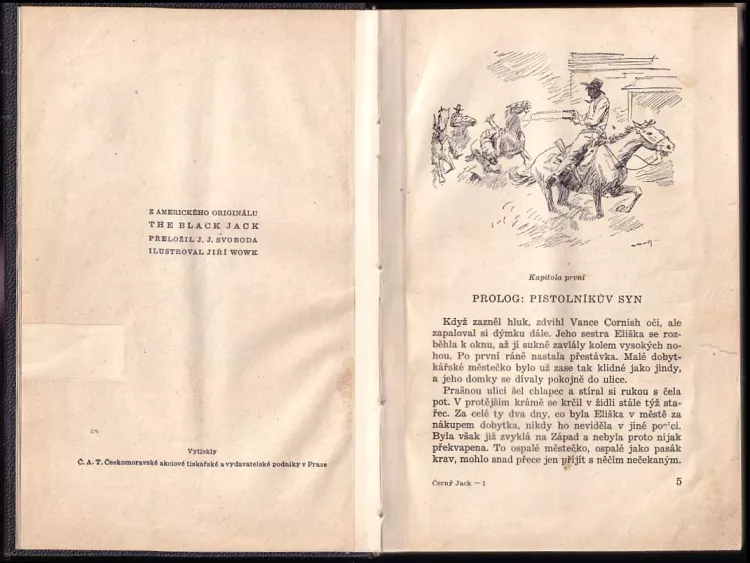 Z AMERICKÉHO ORIGINÁLU
THE BLACK JACK
PŘELOŽIL J. J. SVOBODA
ILUSTROVAL JIŘÍ WOWK
Vytiskly
Č. A. T. Českomoravské akciové tiskařské a vydavatelské podniky v Praze
Kapitola první
PROLOG: PISTOLNÍKŮV SYN
Když zazněl hluk, zdvihl Vance Cornish oči, ale
zapaloval si dýmku dále. Jeho sestra Eliška se roz-
běhla k oknu, až jí sukně zavlály kolem vysokých no-
hou. Po první ráně nastala přestávka. Malé dobyt-
kářské městečko bylo už zase tak klidné jako jindy,
a jeho domky se dívaly pokojně do ulice.
Prašnou ulicí šel chlapec a stíral si rukou s čela
pot. V protějším krámě se krčil v židli stále týž sta-
řec. Za celé ty dva dny, co byla Eliška v městě za
nákupem dobytka, nikdy ho neviděla v jiné
Byla však již zvyklá na Západ a nebyla proto nijak
překvapena. To ospalé městečko, ospalé jako pasák
krav, mohlo snad přece jen přijít s něčím nečekaným.
Černý Jack — 1
5